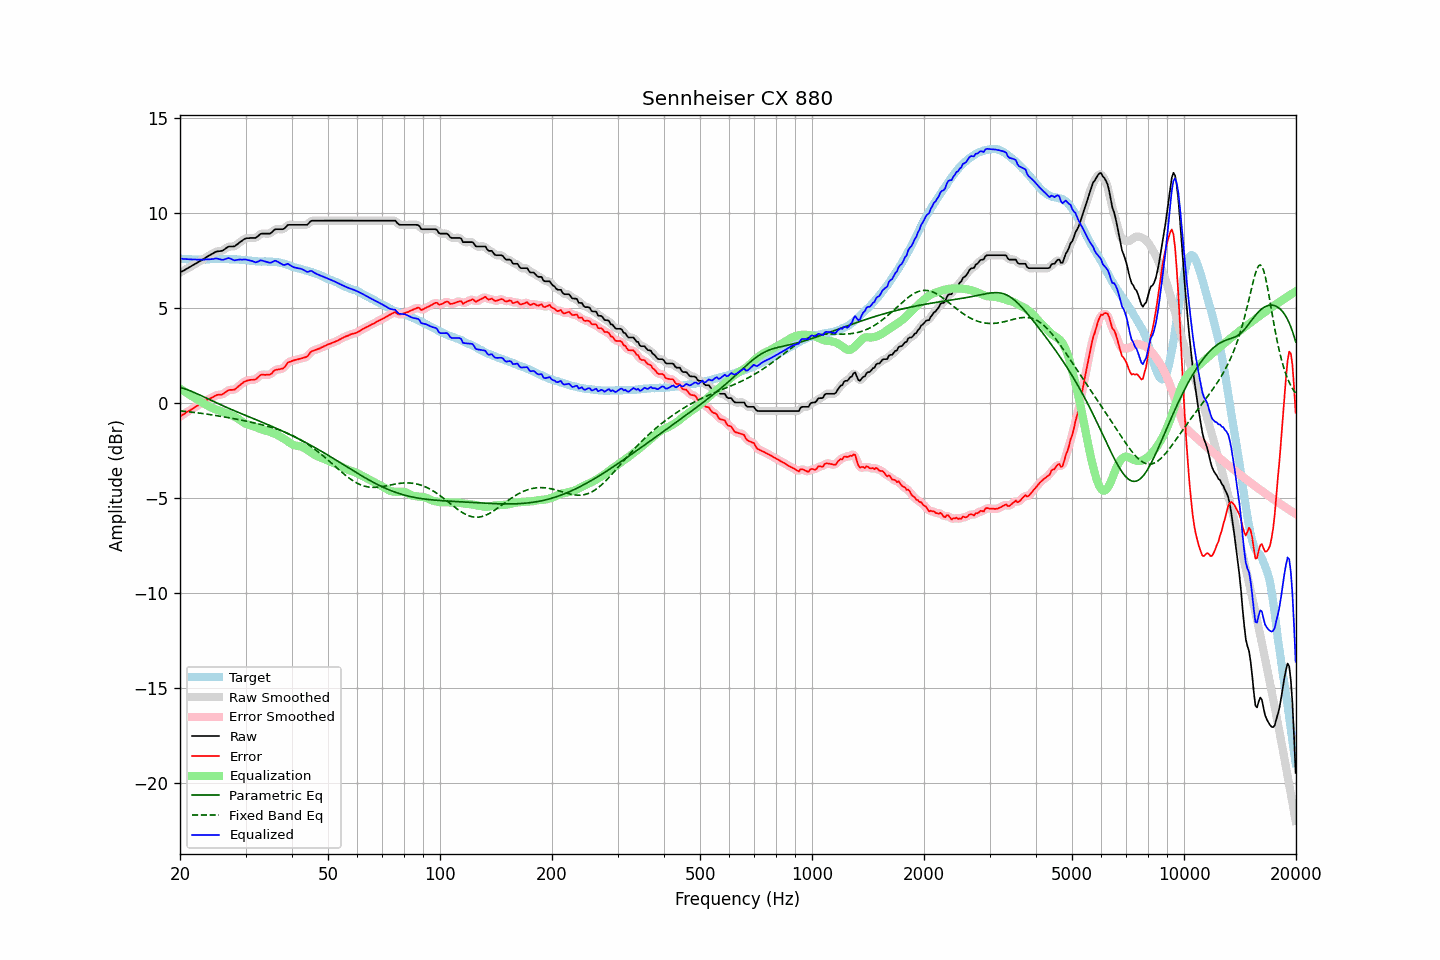 Sennheiser CX 880
Amplitude (dBr)
15
10
5
0
−5
−10
−15
−20
Target
Raw Smoothed
Error Smoothed
Raw
Error
Equalization
Parametric Eq
Fixed Band Eq
Equalized
20 50 100 200 500 1000 2000 5000 10000 20000
Frequency (Hz)